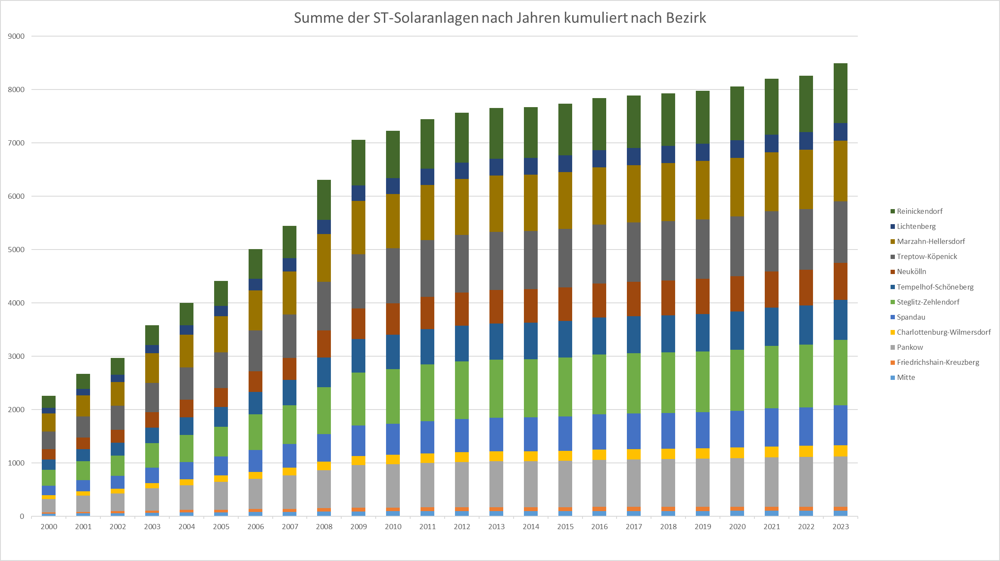 Summe der ST-Solaranlagen nach Jahren kumuliert nach Bezirk
9000
8000
7000
6000
5000
4000
3000
2000
1000
0
2000 2001 2002 2003 2004 2005 2006 2007 2008 2009 2010 2011 2012 2013 2014 2015 2016 2017 2018 2019 2020 2021 2022 2023
Reinickendorf
Lichtenberg
Marzahn-Hellersdorf
Treptow-Köpenick
Neukölln
Tempelhof-Schöneberg
Steglitz-Zehlendorf
Spandau
Charlottenburg-Wilmersdorf
Pankow
Friedrichshain-Kreuzberg
Mitte